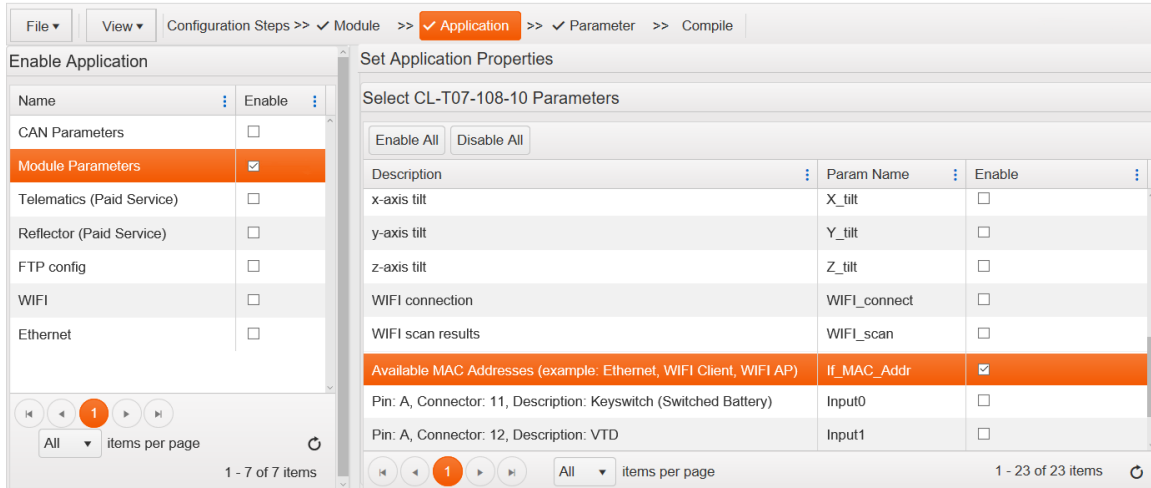 File ▾ View ▾ Configuration Steps >> ✓ Module >> ✓ Application >> ✓ Parameter >> Compile
Enable Application
Name Enable
CAN Parameters
Module Parameters
Telematics (Paid Service)
Reflector (Paid Service)
FTP config
WIFI
Ethernet
1
All ▾ items per page
1 - 7 of 7 items
Set Application Properties
Select CL-T07-108-10 Parameters
Enable All Disable All
Description Param Name Enable
x-axis tilt X_tilt
y-axis tilt Y_tilt
z-axis tilt Z_tilt
WIFI connection WIFI_connect
WIFI scan results WIFI_scan
Available MAC Addresses (example: Ethernet, WIFI Client, WIFI AP) If_MAC_Addr
Pin: A, Connector: 11, Description: Keyswitch (Switched Battery) Input0
Pin: A, Connector: 12, Description: VTD Input1
1 All ▾ items per page 1 - 23 of 23 items